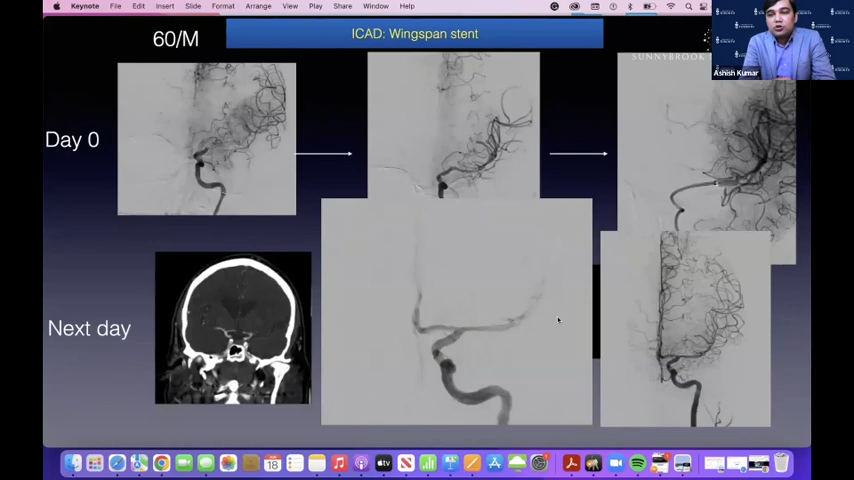 Keynote File Edit Insert Slide Format Arrange View Play Share Window Help
60/M
ICAD: Wingspan stent
SUNNYBROOK
Ashish Kumar
Day 0
Next day
18